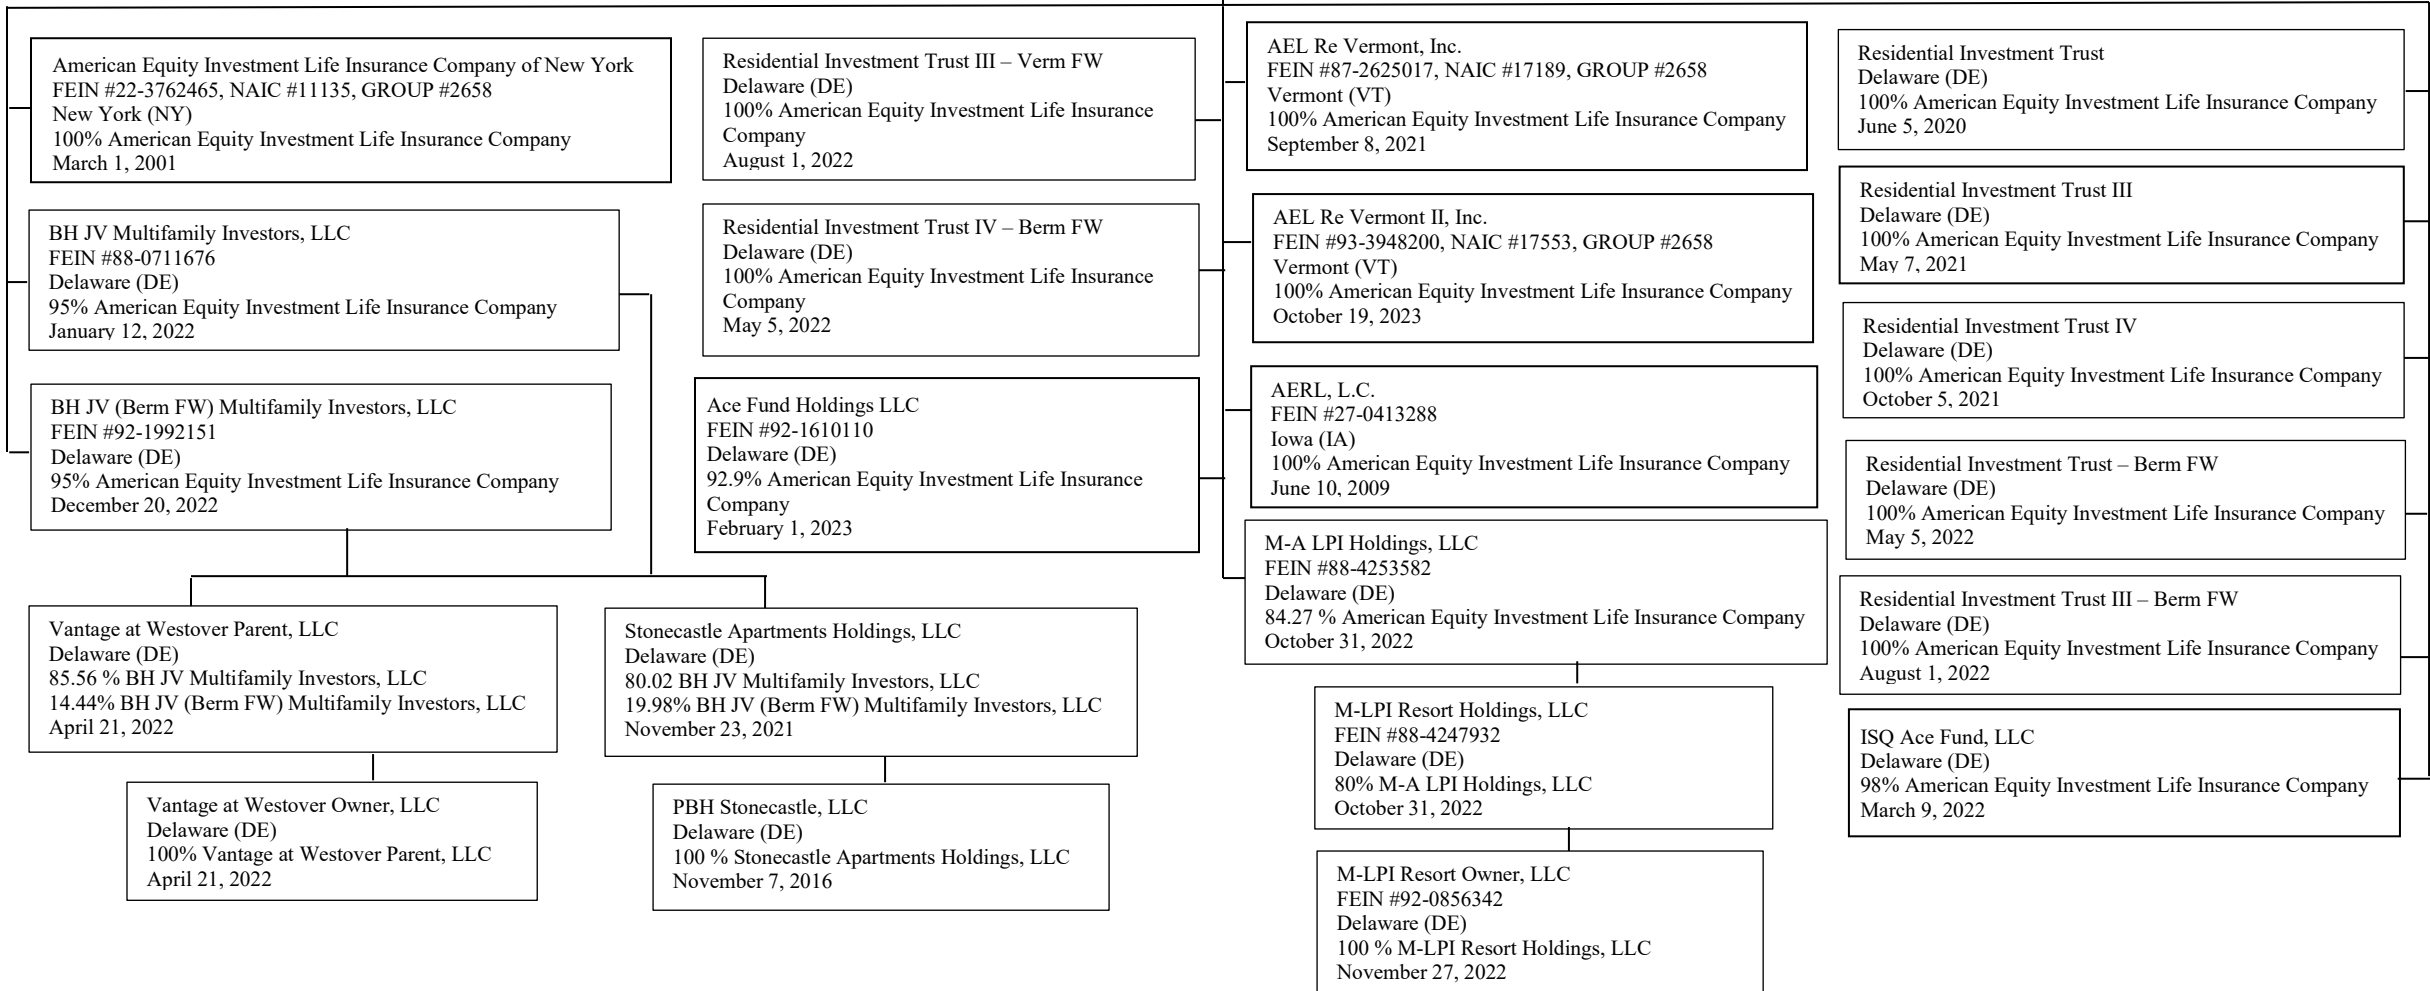 American Equity Investment Life Insurance Company of New York
FEIN #22-3762465, NAIC #11135, GROUP #2658
New York (NY)
100% American Equity Investment Life Insurance Company
March 1, 2001
BH JV Multifamily Investors, LLC
FEIN #88-0711676
Delaware (DE)
95% American Equity Investment Life Insurance Company
January 12, 2022
BH JV (Berm FW) Multifamily Investors, LLC
FEIN #92-1992151
Delaware (DE)
95% American Equity Investment Life Insurance Company
December 20, 2022
Vantage at Westover Parent, LLC
Delaware (DE)
85.56 % BH JV Multifamily Investors, LLC
14.44% BH JV (Berm FW) Multifamily Investors, LLC
April 21, 2022
Vantage at Westover Owner, LLC
Delaware (DE)
100% Vantage at Westover Parent, LLC
April 21, 2022
Stonecastle Apartments Holdings, LLC
Delaware (DE)
80.02 BH JV Multifamily Investors, LLC
19.98% BH JV (Berm FW) Multifamily Investors, LLC
November 23, 2021
PBH Stonecastle, LLC
Delaware (DE)
100 % Stonecastle Apartments Holdings, LLC
November 7, 2016
Residential Investment Trust III – Verm FW
Delaware (DE)
100% American Equity Investment Life Insurance
Company
August 1, 2022
Residential Investment Trust IV – Berm FW
Delaware (DE)
100% American Equity Investment Life Insurance
Company
May 5, 2022
Ace Fund Holdings LLC
FEIN #92-1610110
Delaware (DE)
92.9% American Equity Investment Life Insurance
Company
February 1, 2023
AEL Re Vermont, Inc.
FEIN #87-2625017, NAIC #17189, GROUP #2658
Vermont (VT)
100% American Equity Investment Life Insurance Company
September 8, 2021
AEL Re Vermont II, Inc.
FEIN #93-3948200, NAIC #17553, GROUP #2658
Vermont (VT)
100% American Equity Investment Life Insurance Company
October 19, 2023
AERL, L.C.
FEIN #27-0413288
Iowa (IA)
100% American Equity Investment Life Insurance Company
June 10, 2009
M-A LPI Holdings, LLC
FEIN #88-4253582
Delaware (DE)
84.27 % American Equity Investment Life Insurance Company
October 31, 2022
M-LPI Resort Holdings, LLC
FEIN #88-4247932
Delaware (DE)
80% M-A LPI Holdings, LLC
October 31, 2022
M-LPI Resort Owner, LLC
FEIN #92-0856342
Delaware (DE)
100 % M-LPI Resort Holdings, LLC
November 27, 2022
Residential Investment Trust
Delaware (DE)
100% American Equity Investment Life Insurance Company
June 5, 2020
Residential Investment Trust III
Delaware (DE)
100% American Equity Investment Life Insurance Company
May 7, 2021
Residential Investment Trust IV
Delaware (DE)
100% American Equity Investment Life Insurance Company
October 5, 2021
Residential Investment Trust – Berm FW
Delaware (DE)
100% American Equity Investment Life Insurance Company
May 5, 2022
Residential Investment Trust III – Berm FW
Delaware (DE)
100% American Equity Investment Life Insurance Company
August 1, 2022
ISQ Ace Fund, LLC
Delaware (DE)
98% American Equity Investment Life Insurance Company
March 9, 2022